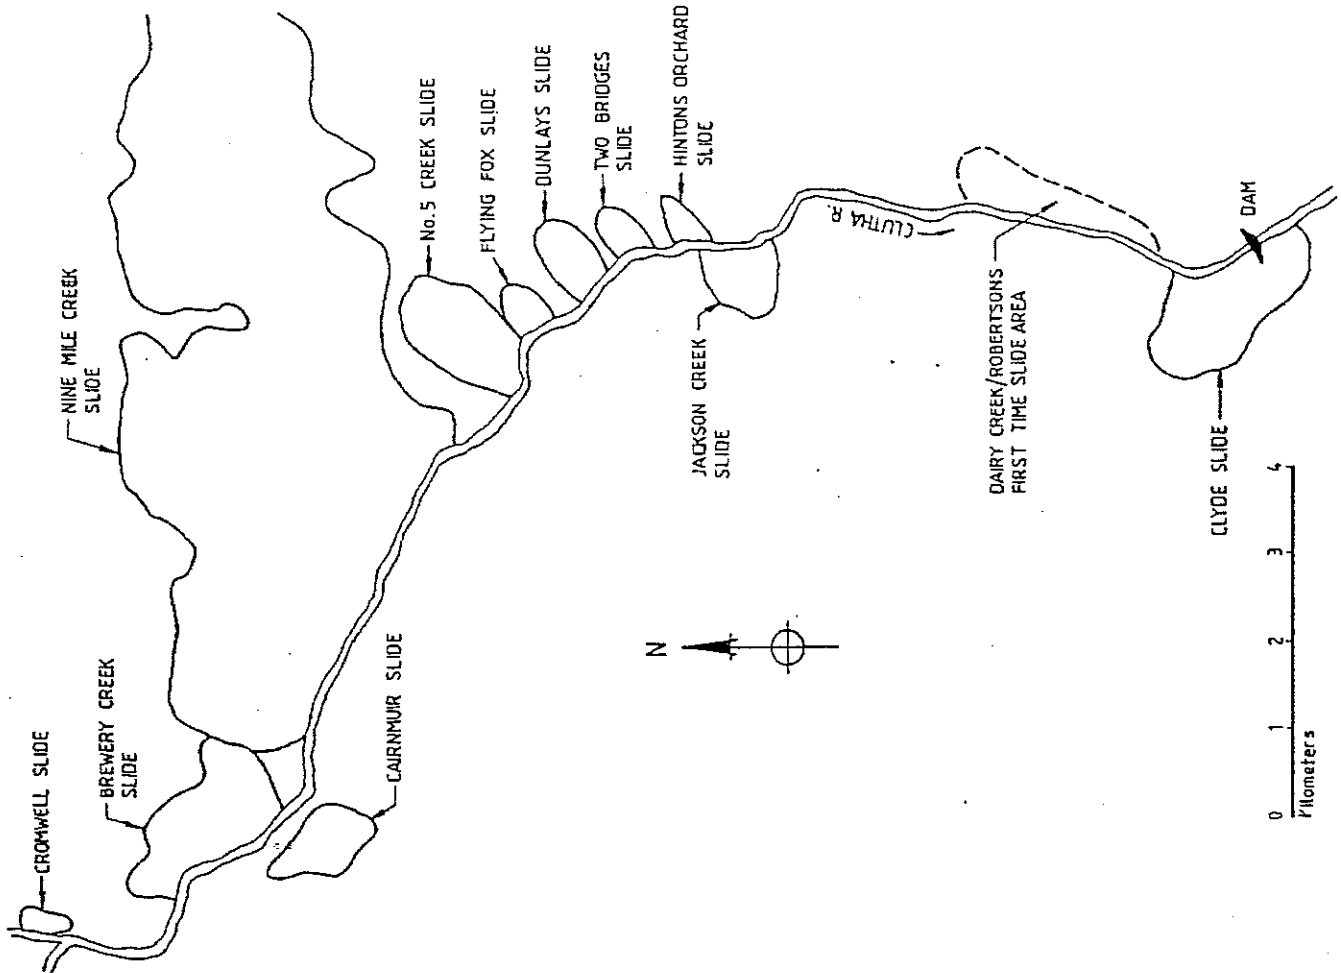 CROMWELL SLIDE
BREWERY CREEK
SLIDE
NINE MILE CREEK
SLIDE
No.5 CREEK SLIDE
FLYING FOX SLIDE
DUNLAYS SLIDE
TWO BRIDGES
SLIDE
HINTONS ORCHARD
SLIDE
CAIRNMUIR SLIDE
JACKSON CREEK
SLIDE
CLUTHA R.
N
DAIRY CREEK/ROBERTSONS
FIRST TIME SLIDE AREA
DAM
CLYDE SLIDE
0 1 2 3 4
Kilometers